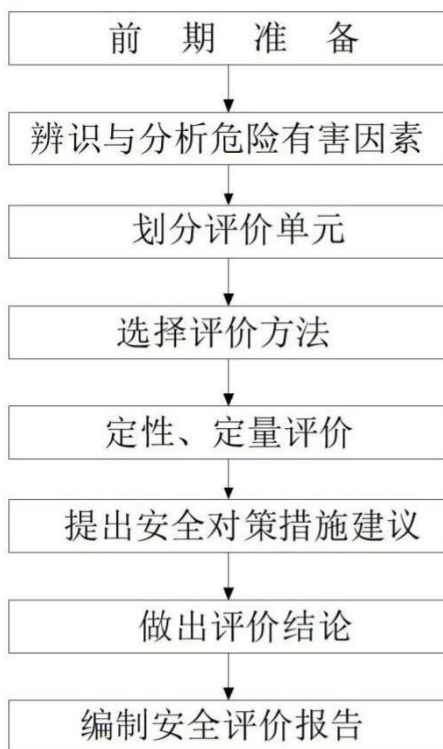 前 期 准 备
辨识与分析危险有害因素
划分评价单元
选择评价方法
定性、定量评价
提出安全对策措施建议
做出评价结论
编制安全评价报告